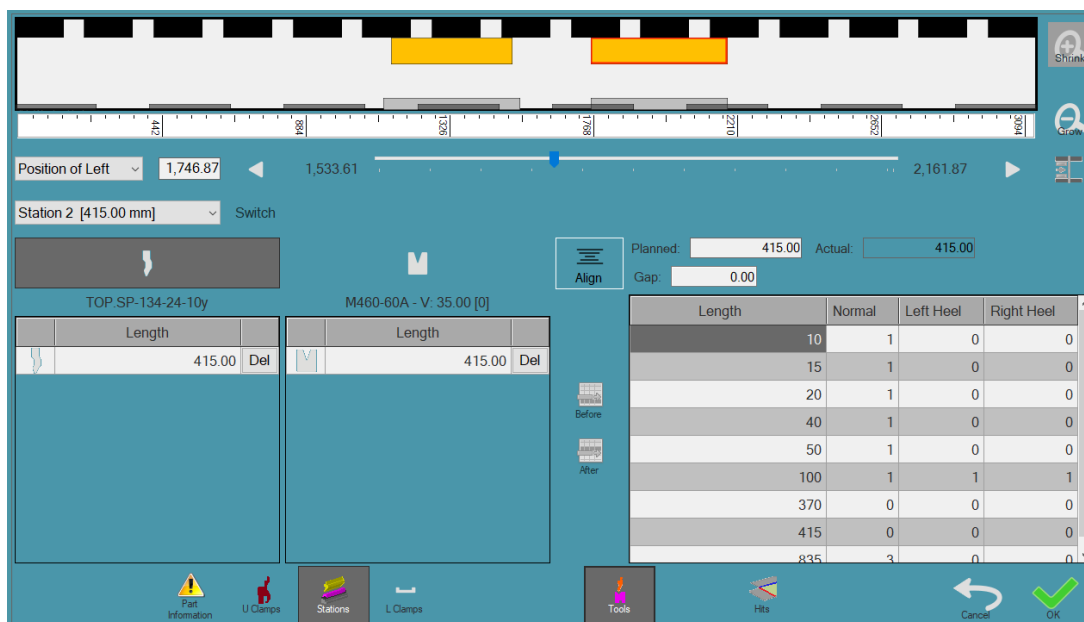 Shrink
442
884
1326
1768
2210
2652
3094
Grow
Position of Left 1,746.87 1,533.61 2,161.87
Station 2 [415.00 mm] Switch
Align
Planned: 415.00 Actual: 415.00
Gap: 0.00
TOP.SP-134-24-10y
M460-60A - V: 35.00 [0]
Length
415.00 Del
Length
415.00 Del
Before
After
Length Normal Left Heel Right Heel
10 1 0 0
15 1 0 0
20 1 0 0
40 1 0 0
50 1 0 0
100 1 1 1
370 0 0 0
415 0 0 0
835 3 0 0
Part
Information
U Clamps
Stations
L Clamps
Tools
Hits
Cancel
OK